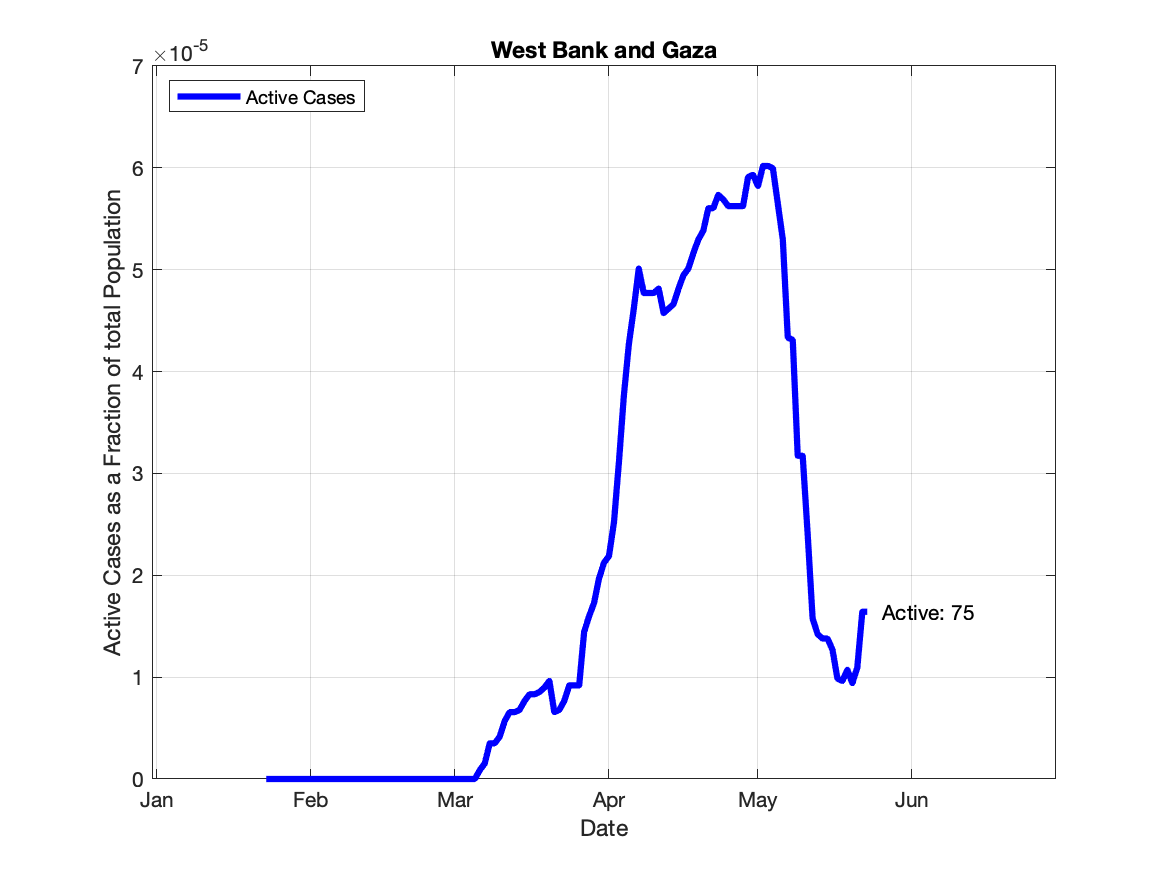 West Bank and Gaza
×10-5
7
6
5
4
3
2
1
0
Active Cases
Active Cases as a Fraction of total Population
Active: 75
Jan Feb Mar Apr May Jun
Date